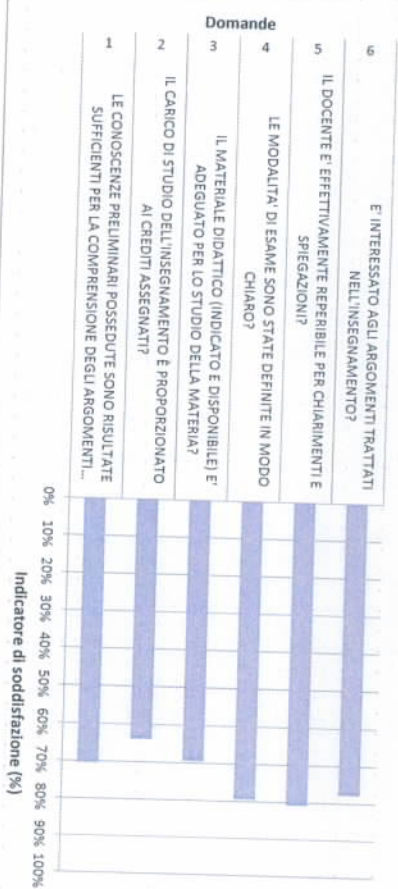 Domande
6
E' INTERESSATO AGLI ARGOMENTI TRATTATI
NELL'INSEGNAMENTO?
5
IL DOCENTE E' EFFETTIVAMENTE REPERIBILE PER CHIARIMENTI E
SPIEGAZIONI?
4
LE MODALITA' DI ESAME SONO STATE DEFINITE IN MODO
CHIARO?
3
IL MATERIALE DIDATTICO (INDICATO E DISPONIBILE) E'
ADEGUATO PER LO STUDIO DELLA MATERIA?
2
IL CARICO DI STUDIO DELL'INSEGNAMENTO È PROPORZIONATO
AI CREDITI ASSEGNATI?
1
LE CONOSCENZE PRELIMINARI POSSEDUTE SONO RISULTATE
SUFFICIENTI PER LA COMPRENSIONE DEGLI ARGOMENTI...
0% 10% 20% 30% 40% 50% 60% 70% 80% 90% 100%
Indicatore di soddisfazione (%)